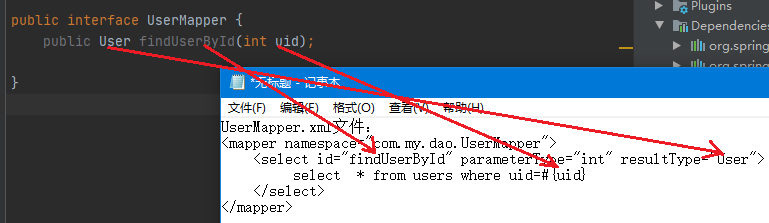 public interface UserMapper {
public User findUserById(int uid);
}
Plugins
Dependencies
org.spring
org.spring
*无标题 - 记事本
文件(F) 编辑(E) 格式(O) 查看(V) 帮助(H)
UserMapper.xml文件:
<mapper namespace="com.my.dao.UserMapper">
<select id="findUserById" parameterType="int" resultType="User">
select * from users where uid=#{uid}
</select>
</mapper>